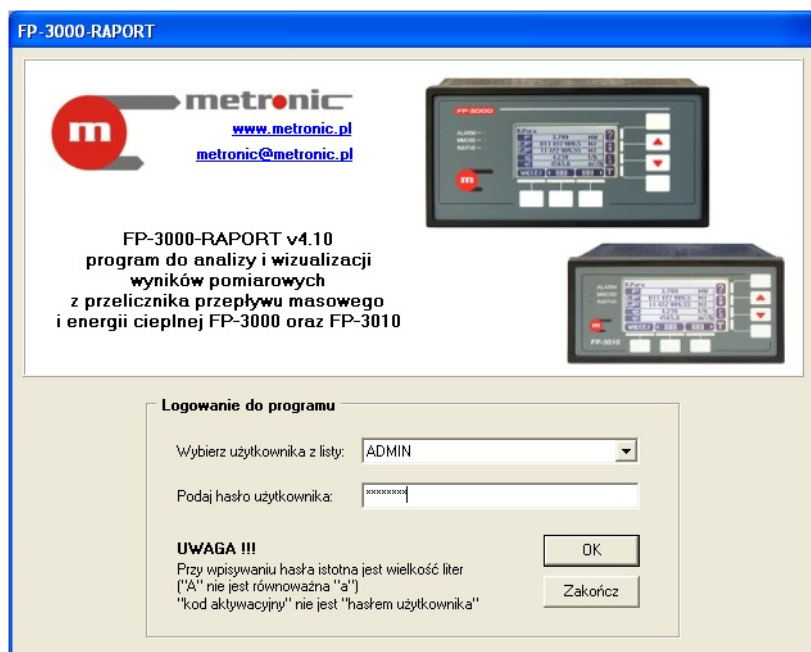 FP-3000-RAPORT
m
metronic
www.metronic.pl
metronic@metronic.pl
FP-3000-RAPORT v4.10
program do analizy i wizualizacji
wyników pomiarowych
z przelicznika przepływu masowego
i energii cieplnej FP-3000 oraz FP-3010
FP-3000
m
FP-3010
Logowanie do programu
Wybierz użytkownika z listy: ADMIN
Podaj hasło użytkownika: ××××××××
UWAGA !!!
Przy wpisywaniu hasła istotna jest wielkość liter
("A" nie jest równoważna "a")
"kod aktywacyjny" nie jest "hasłem użytkownika"
OK
Zakończ